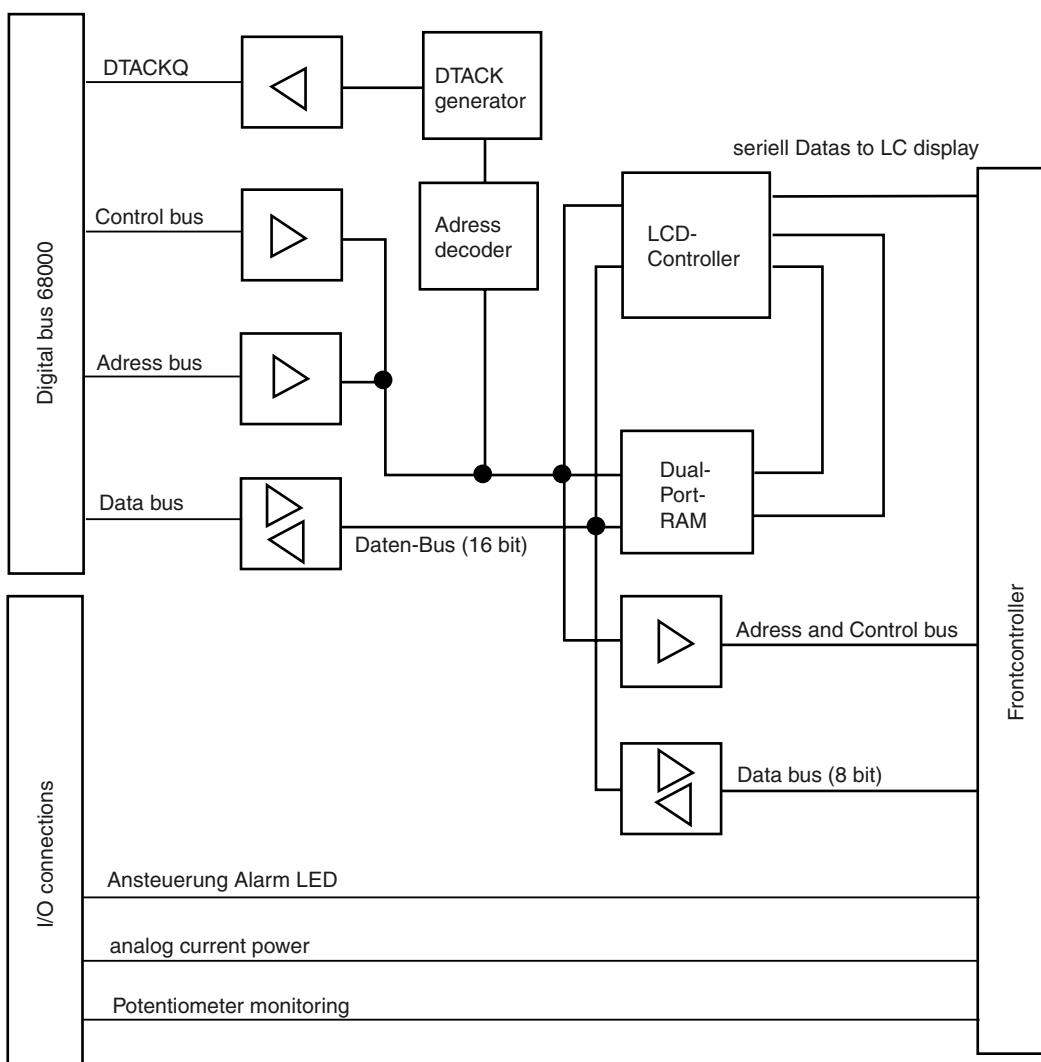 DTACKQ
DTACK
generator
seriell Datas to LC display
Control bus
Adress
decoder
LCD-
Controller
Digital bus 68000
Adress bus
Data bus
Daten-Bus (16 bit)
Dual-
Port-
RAM
Adress and Control bus
Frontcontroller
Data bus (8 bit)
I/O connections
Ansteuerung Alarm LED
analog current power
Potentiometer monitoring